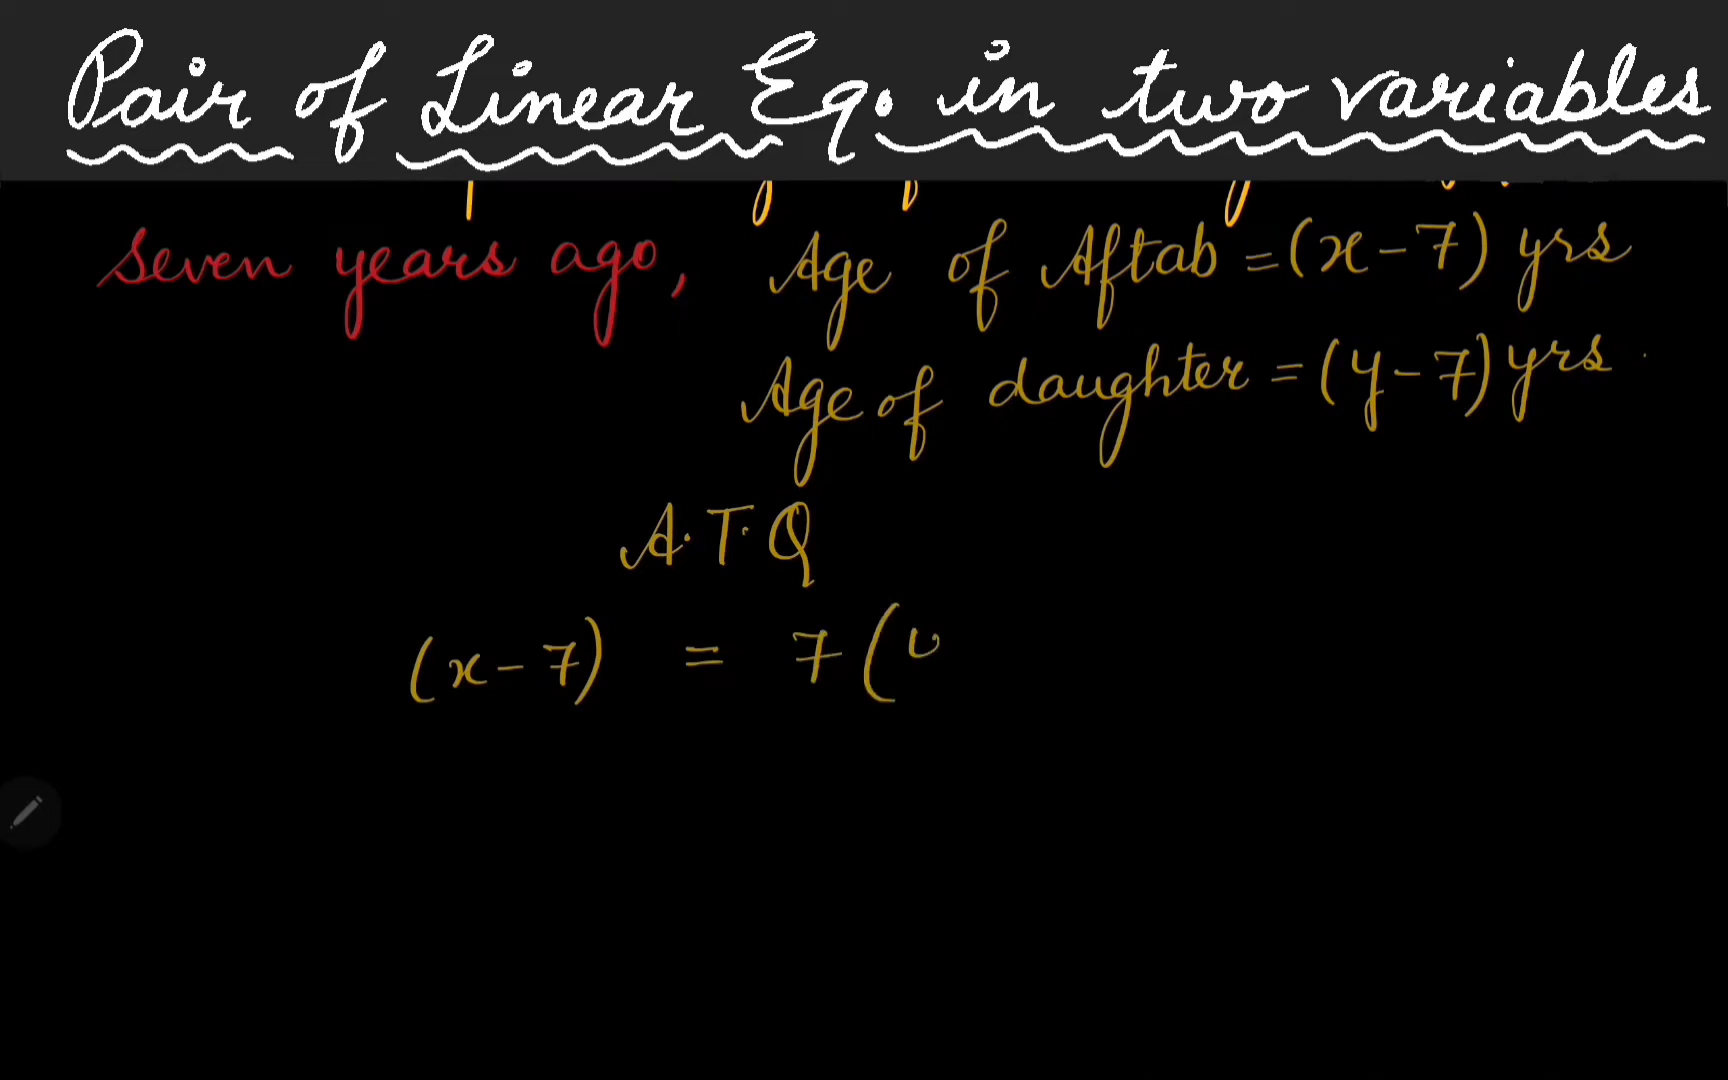 Pair of Linear Eq. in two variables
seven years ago, Age of Aftab = (x - 7) yrs
Age of daughter = (y - 7) yrs.
A.T.Q
(x - 7) = 7 (